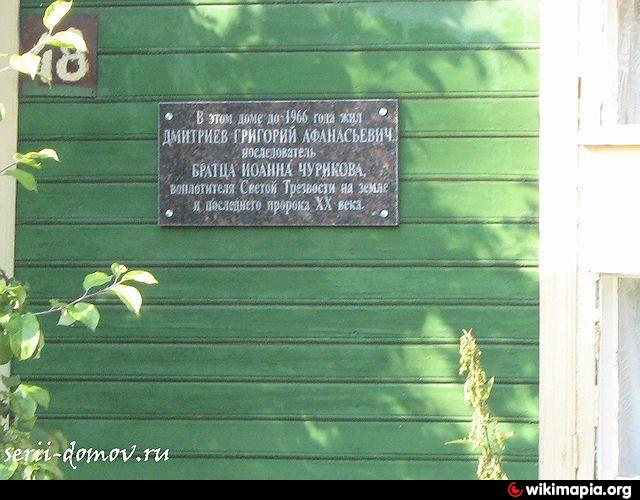 18
В этом доме до 1966 года жил
ДМИТРИЕВ ГРИГОРИЙ АФАНАСЬЕВИЧ,
последователь
БРАТЦА ИОАННА ЧУРИКОВА,
воплотителя Светой Трезвости на земле
и последнего пророка XX века.
serii-domov.ru
wikimapia.org